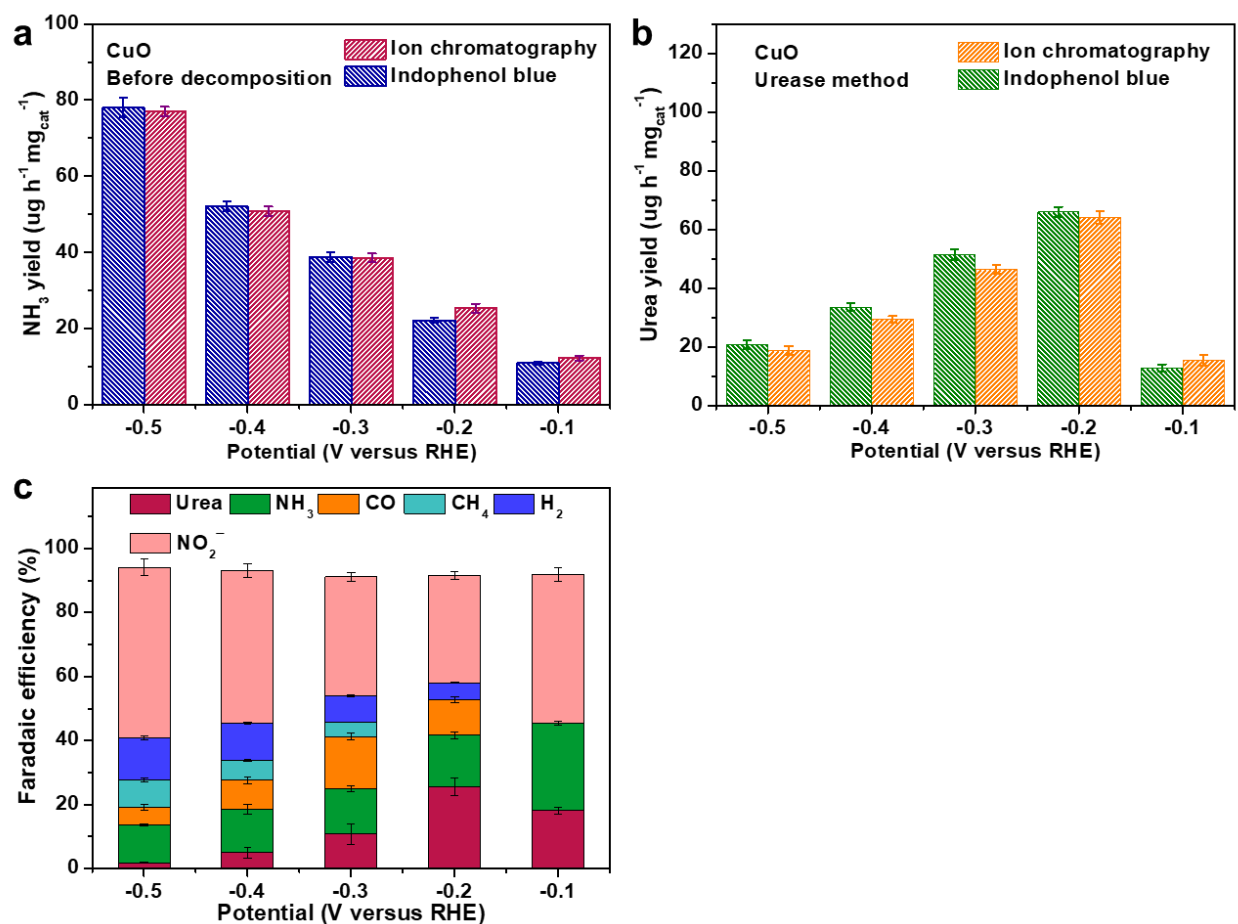 a
CuO
Before decomposition
Ion chromatography
Indophenol blue
NH₃ yield (ug h⁻¹ mg_cat⁻¹)
100
80
60
40
20
0
-0.5 -0.4 -0.3 -0.2 -0.1
Potential (V versus RHE)
b
CuO
Urease method
Ion chromatography
Indophenol blue
Urea yield (ug h⁻¹ mg_cat⁻¹)
120
100
80
60
40
20
0
-0.5 -0.4 -0.3 -0.2 -0.1
Potential (V versus RHE)
c
Urea NH₃ CO CH₄ H₂
NO₂⁻
Faradaic efficiency (%)
100
80
60
40
20
0
-0.5 -0.4 -0.3 -0.2 -0.1
Potential (V versus RHE)